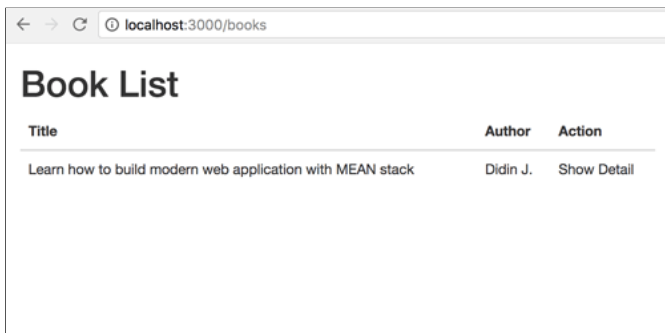 localhost:3000/books
Book List
Title Author Action
Learn how to build modern web application with MEAN stack Didin J. Show Detail